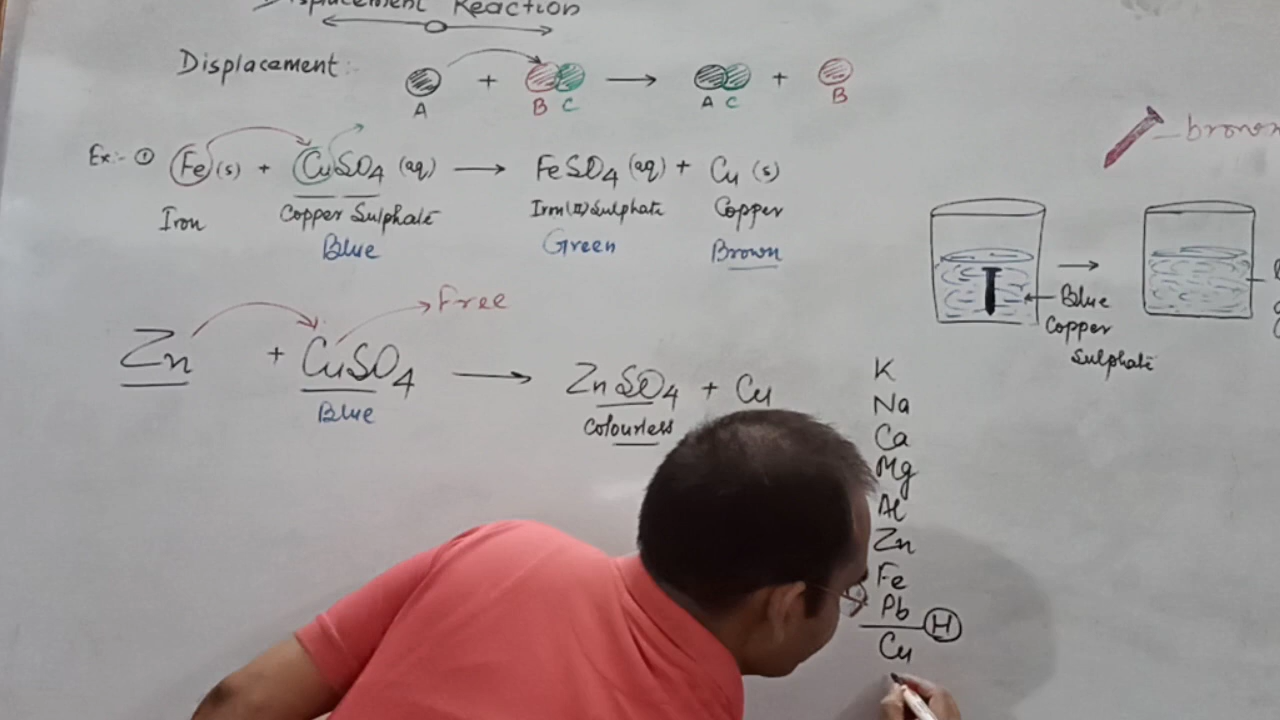 Displacement Reaction
Displacement:-
A + B C → A C + B
Ex:- ① Fe (s) + CuSO4 (aq) → FeSO4 (aq) + Cu (s)
Iron Copper Sulphate Iron(II)Sulphate Copper
Blue Green Brown
brown
Free
Zn + CuSO4 → ZnSO4 + Cu
Blue Colourless
Blue
Copper
Sulphate
K
Na
Ca
Mg
Al
Zn
Fe
Pb
H
Cu